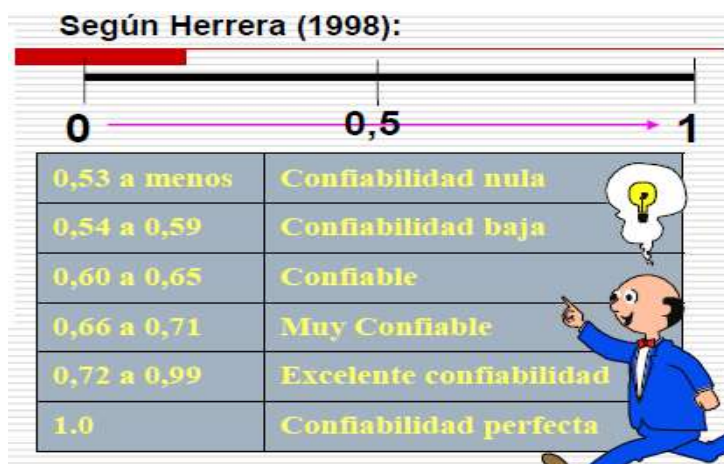 Según Herrera (1998):
0 0,5 1
0,53 a menos Confiabilidad nula
0,54 a 0,59 Confiabilidad baja
0,60 a 0,65 Confiable
0,66 a 0,71 Muy Confiable
0,72 a 0,99 Excelente confiabilidad
1.0 Confiabilidad perfecta